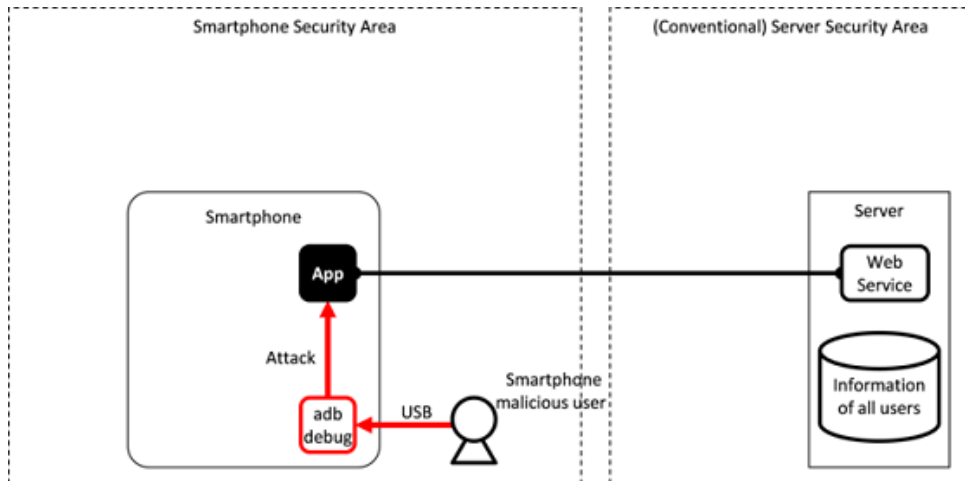 Smartphone Security Area
(Conventional) Server Security Area
Smartphone
Server
App
Web
Service
Attack
Smartphone
malicious user
USB
adb
debug
Information
of all users